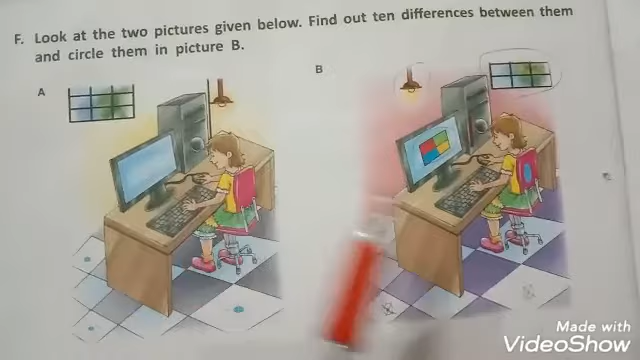 F. Look at the two pictures given below. Find out ten differences between them
and circle them in picture B.
A
B
Made with
VideoShow